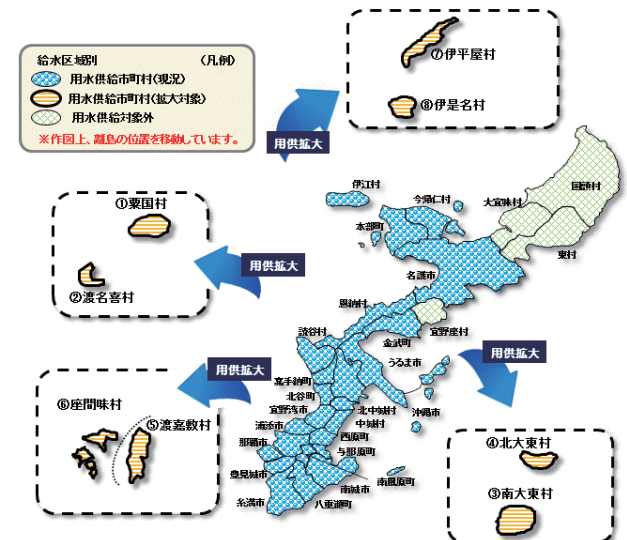 給水区域別 (凡例)
用水供給市町村(現況)
用水供給市町村(拡大対象)
用水供給対象外
※作図上、離島の位置を移動しています。
⑦伊平屋村
⑧伊是名村
用供拡大
①粟国村
②渡名喜村
用供拡大
伊江村
今帰仁村
本部町
大宜味村
国頭村
東村
名護市
恩納村
宜野座村
金武町
読谷村
うるま市
用供拡大
嘉手納町
北谷町
宜野湾市
浦添市
那覇市
豊見城市
糸満市
北中城村
中城村
西原町
与那原町
沖縄市
南風原町
南城市
八重瀬町
用供拡大
⑥座間味村
⑤渡嘉敷村
④北大東村
③南大東村